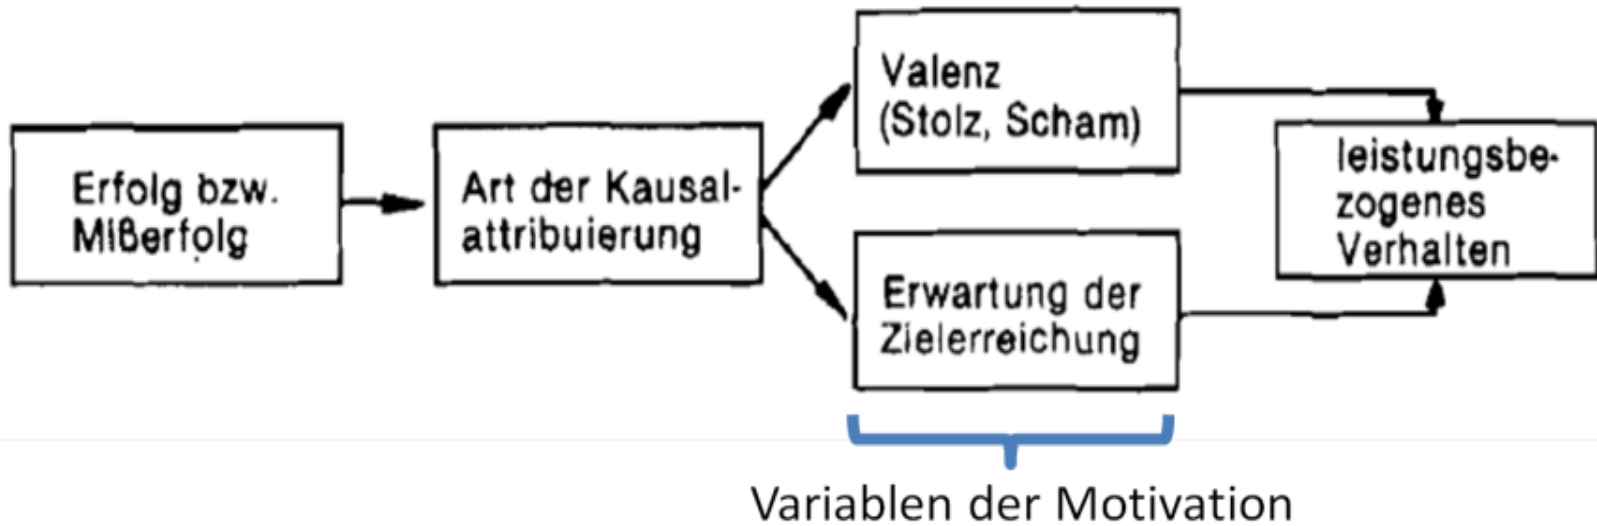 Erfolg bzw.
Mißerfolg
Art der Kausal-
attribuierung
Valenz
(Stolz, Scham)
Erwartung der
Zielerreichung
leistungsbe-
zogenes
Verhalten
Variablen der Motivation